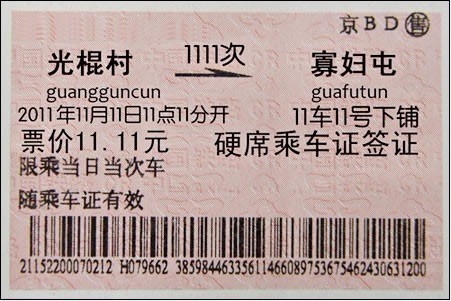 京BD售
光棍村 1111次 寡妇屯
guangguncun guafutun
2011年11月11日11点11分开 11车11号下铺
票价11.11元 硬席乘车证签证
限乘当日当次车
随乘车证有效
21152200070212 H079662 38598446335611466089753675462430631200